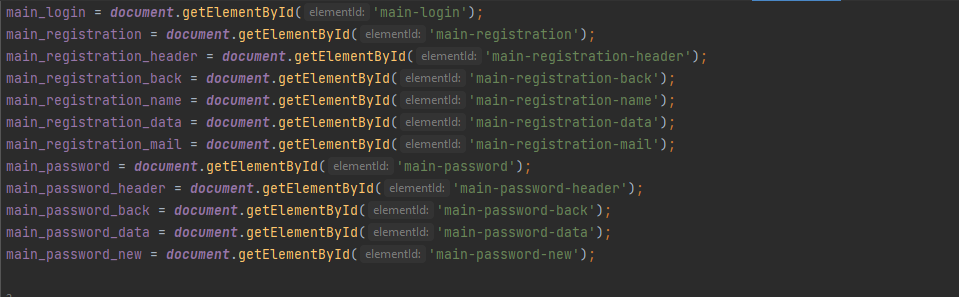 main_login = document.getElementById( elementId: 'main-login');
main_registration = document.getElementById( elementId: 'main-registration');
main_registration_header = document.getElementById( elementId: 'main-registration-header');
main_registration_back = document.getElementById( elementId: 'main-registration-back');
main_registration_name = document.getElementById( elementId: 'main-registration-name');
main_registration_data = document.getElementById( elementId: 'main-registration-data');
main_registration_mail = document.getElementById( elementId: 'main-registration-mail');
main_password = document.getElementById( elementId: 'main-password');
main_password_header = document.getElementById( elementId: 'main-password-header');
main_password_back = document.getElementById( elementId: 'main-password-back');
main_password_data = document.getElementById( elementId: 'main-password-data');
main_password_new = document.getElementById( elementId: 'main-password-new');